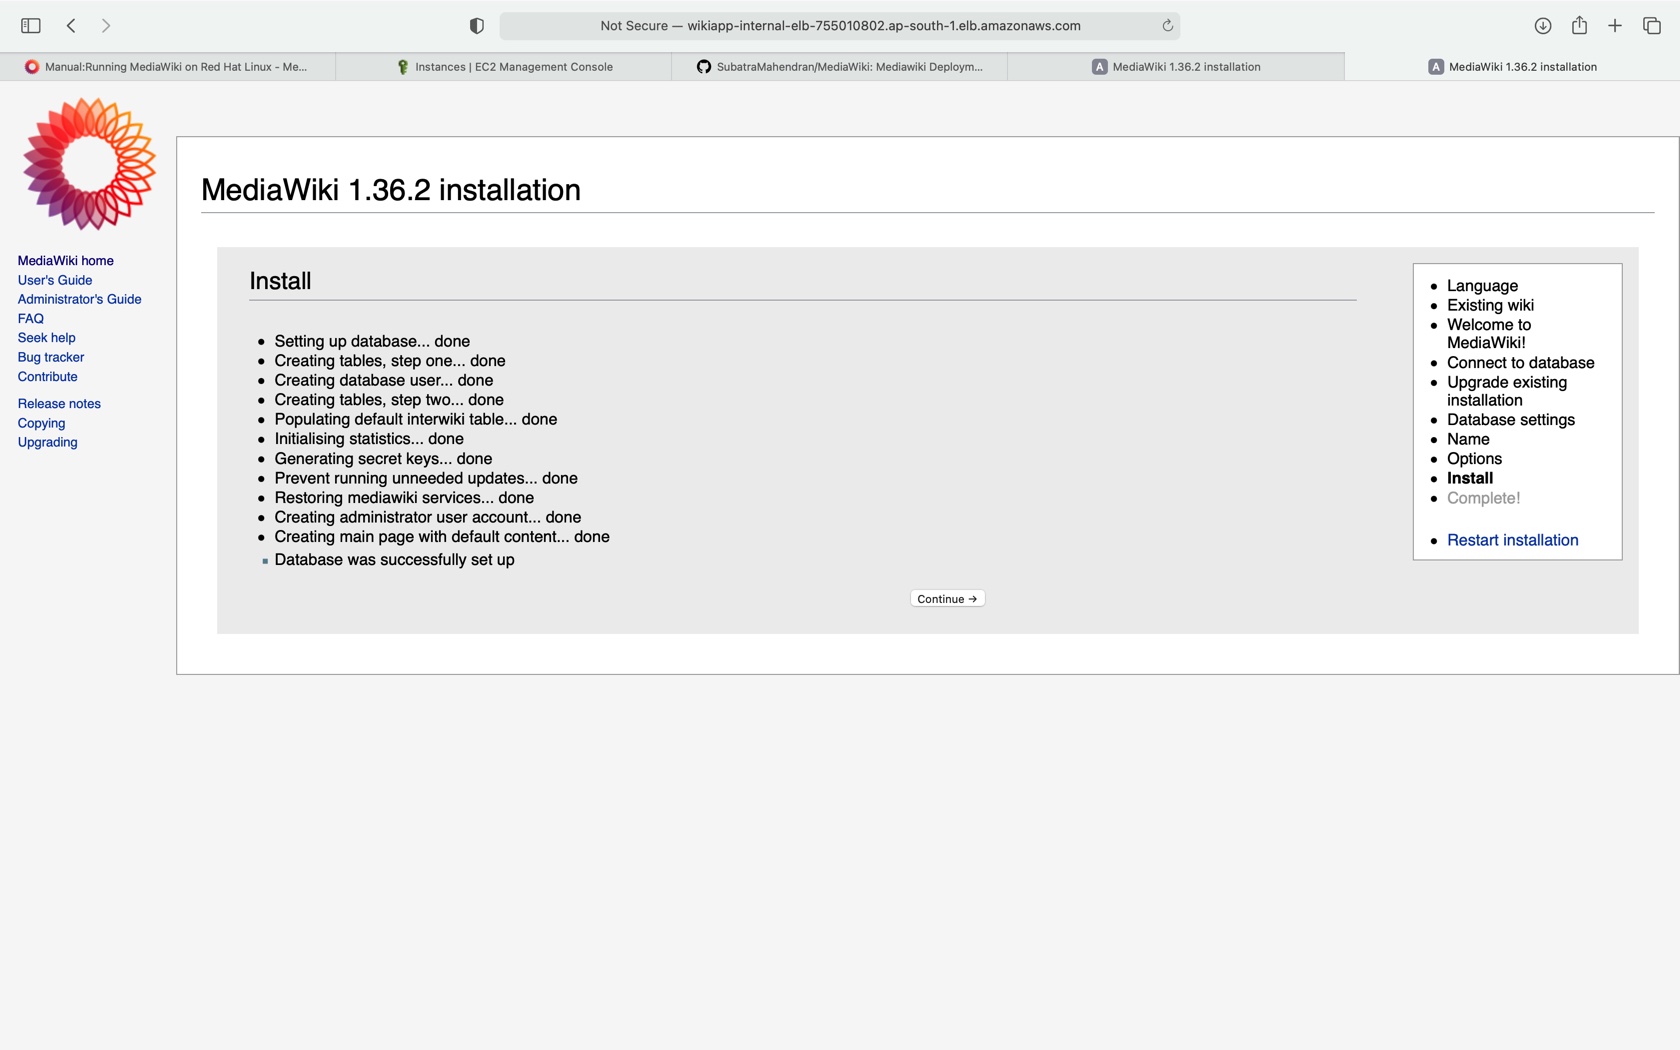 Not Secure — wikiapp-internal-elb-755010802.ap-south-1.elb.amazonaws.com
Manual:Running MediaWiki on Red Hat Linux - Me...
Instances | EC2 Management Console
SubatraMahendran/MediaWiki: Mediawiki Deploym...
A MediaWiki 1.36.2 installation
A MediaWiki 1.36.2 installation
MediaWiki home
User's Guide
Administrator's Guide
FAQ
Seek help
Bug tracker
Contribute
Release notes
Copying
Upgrading
MediaWiki 1.36.2 installation
Install
Setting up database... done
Creating tables, step one... done
Creating database user... done
Creating tables, step two... done
Populating default interwiki table... done
Initialising statistics... done
Generating secret keys... done
Prevent running unneeded updates... done
Restoring mediawiki services... done
Creating administrator user account... done
Creating main page with default content... done
Database was successfully set up
Continue →
Language
Existing wiki
Welcome to
MediaWiki!
Connect to database
Upgrade existing
installation
Database settings
Name
Options
Install
Complete!
Restart installation